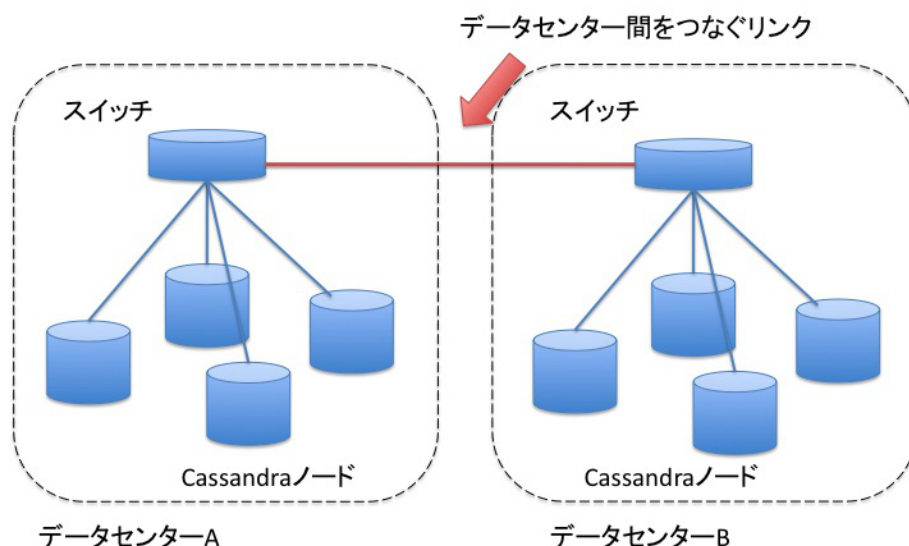 データセンター間をつなぐリンク
スイッチ
スイッチ
Cassandraノード
Cassandraノード
データセンターA
データセンターB